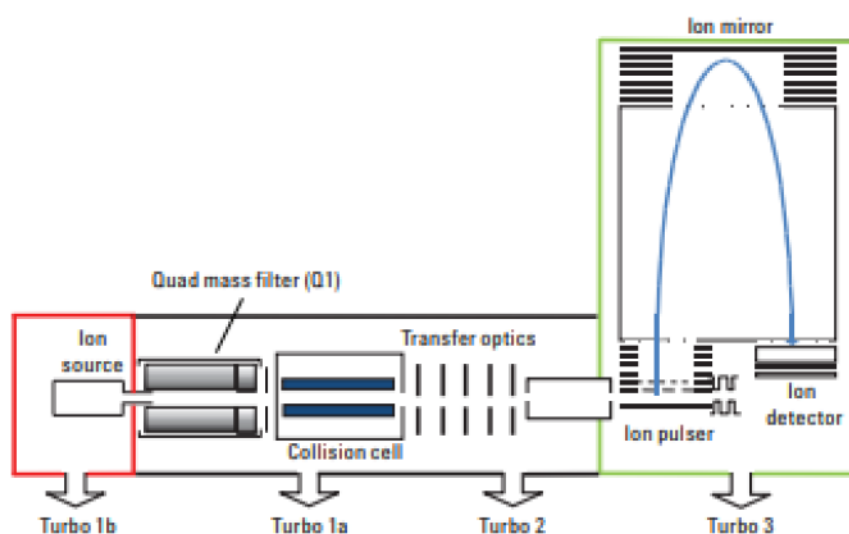 Ion mirror
Quad mass filter (Q1)
Ion
source
Transfer optics
Collision cell
Ion pulser
Ion
detector
Turbo 1b
Turbo 1a
Turbo 2
Turbo 3